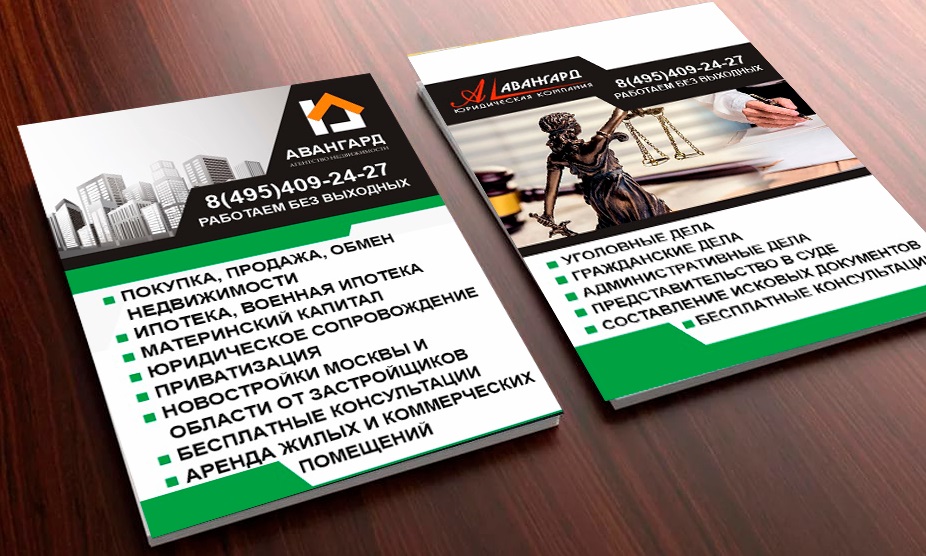 АВАНГАРД
АГЕНТСТВО НЕДВИЖИМОСТИ
8(495)409-24-27
РАБОТАЕМ БЕЗ ВЫХОДНЫХ
ПОКУПКА, ПРОДАЖА, ОБМЕН
НЕДВИЖИМОСТИ
ИПОТЕКА, ВОЕННАЯ ИПОТЕКА
МАТЕРИНСКИЙ КАПИТАЛ
ЮРИДИЧЕСКОЕ СОПРОВОЖДЕНИЕ
ПРИВАТИЗАЦИЯ
НОВОСТРОЙКИ МОСКВЫ И
ОБЛАСТИ ОТ ЗАСТРОЙЩИКОВ
БЕСПЛАТНЫЕ КОНСУЛЬТАЦИИ
АРЕНДА ЖИЛЫХ И КОММЕРЧЕСКИХ
ПОМЕЩЕНИЙ
АВАНГАРД
ЮРИДИЧЕСКАЯ КОМПАНИЯ
8(495)409-24-27
РАБОТАЕМ БЕЗ ВЫХОДНЫХ
УГОЛОВНЫЕ ДЕЛА
ГРАЖДАНСКИЕ ДЕЛА
АДМИНИСТРАТИВНЫЕ ДЕЛА
ПРЕДСТАВИТЕЛЬСТВО В СУДЕ
СОСТАВЛЕНИЕ ИСКОВЫХ ДОКУМЕНТОВ
БЕСПЛАТНЫЕ КОНСУЛЬТАЦИИ